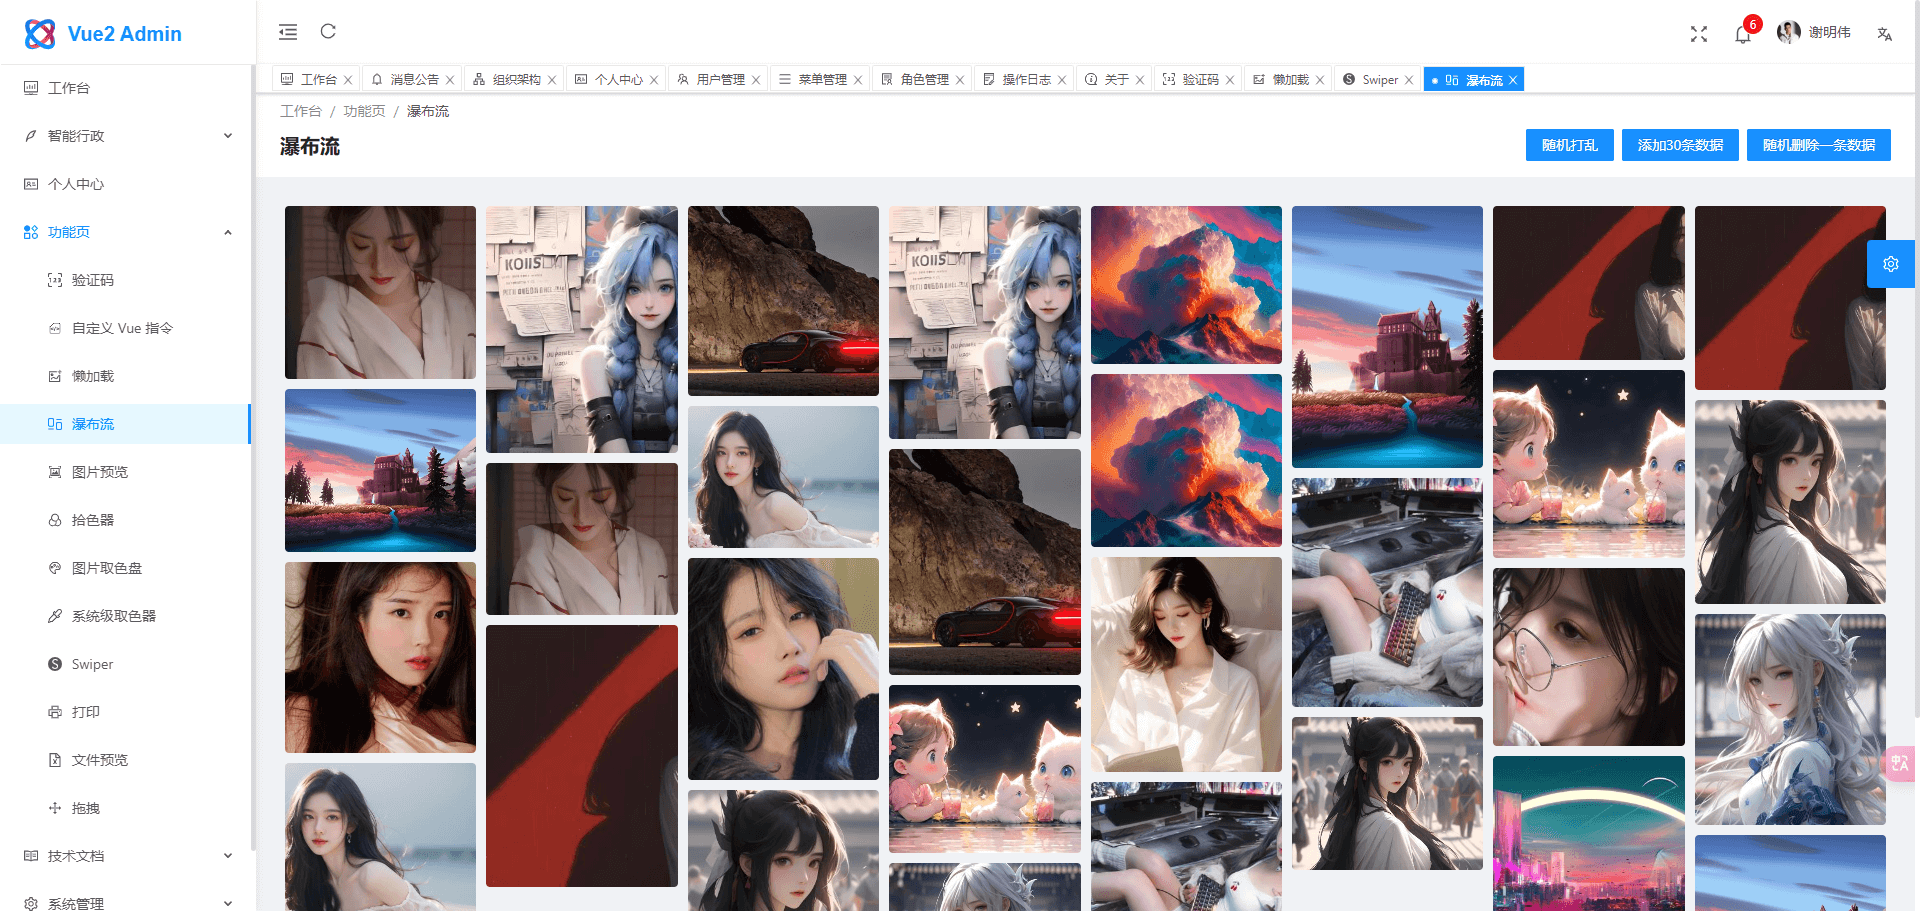 Vue2 Admin
6
谢明伟
工作台
消息公告
组织架构
个人中心
用户管理
菜单管理
角色管理
操作日志
关于
验证码
懒加载
Swiper
瀑布流
工作台 / 功能页 / 瀑布流
瀑布流
随机打乱
添加30条数据
随机删除一条数据
工作台
智能行政
个人中心
功能页
验证码
自定义 Vue 指令
懒加载
瀑布流
图片预览
拾色器
图片取色盘
系统级取色器
Swiper
打印
文件预览
拖拽
技术文档
系统管理